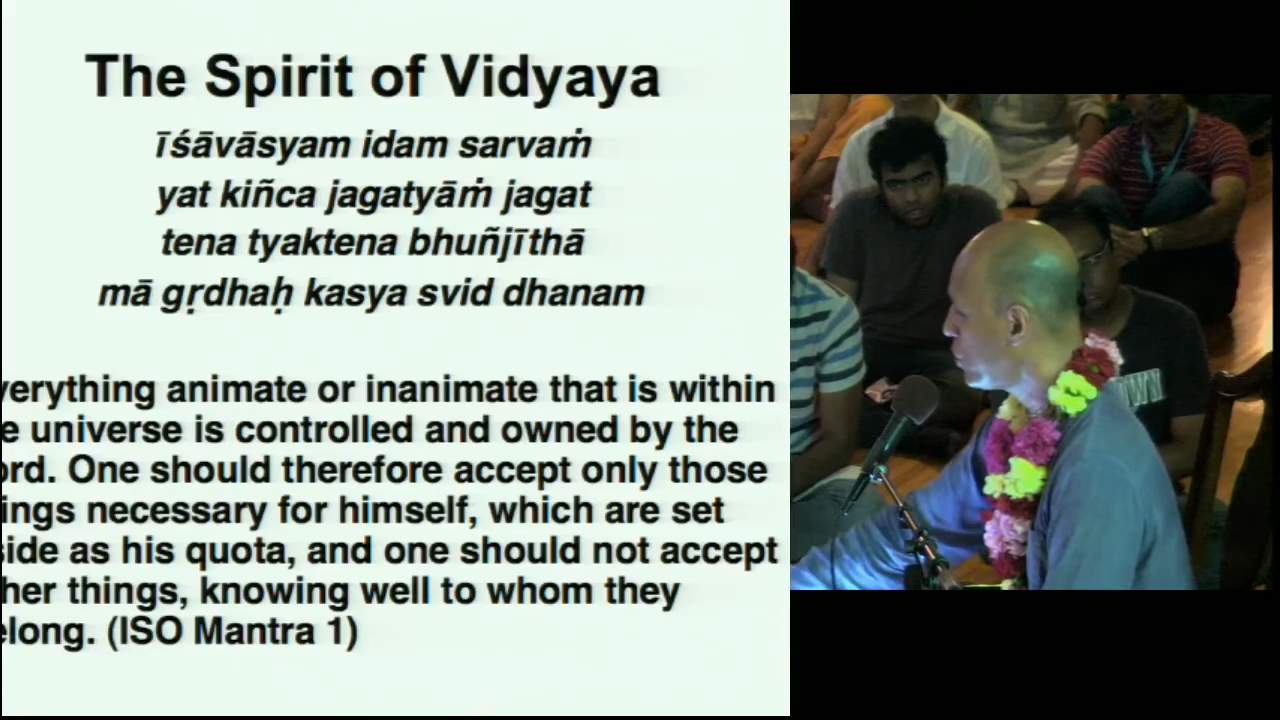 The Spirit of Vidyaya
īśāvāsyam idam sarvaṁ
yat kiñca jagatyāṁ jagat
tena tyaktena bhuñjīthā
mā gṛdhaḥ kasya svid dhanam
verything animate or inanimate that is within
e universe is controlled and owned by the
ord. One should therefore accept only those
ings necessary for himself, which are set
side as his quota, and one should not accept
her things, knowing well to whom they
elong. (ISO Mantra 1)